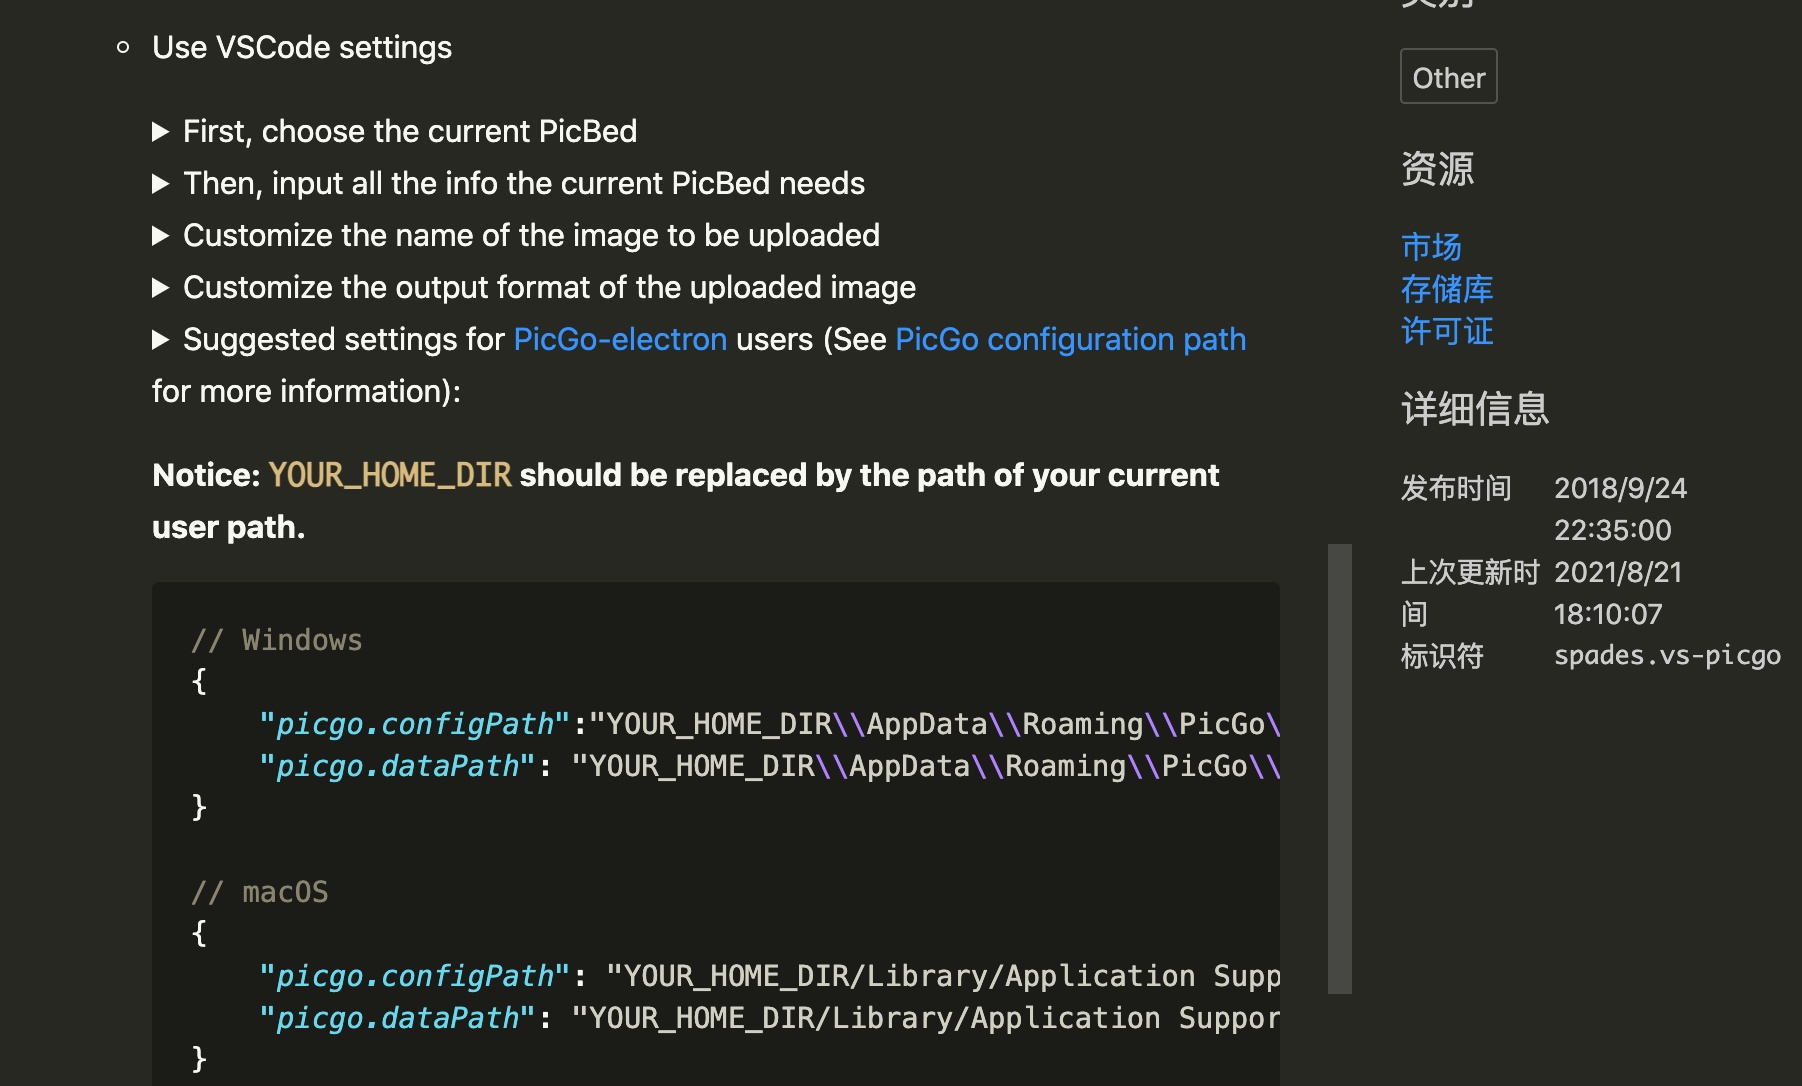 Use VSCode settings
First, choose the current PicBed
Then, input all the info the current PicBed needs
Customize the name of the image to be uploaded
Customize the output format of the uploaded image
Suggested settings for PicGo-electron users (See PicGo configuration path
for more information):
Notice: YOUR_HOME_DIR should be replaced by the path of your current
user path.
// Windows
{
"picgo.configPath":"YOUR_HOME_DIR\\AppData\\Roaming\\PicGo\
"picgo.dataPath": "YOUR_HOME_DIR\\AppData\\Roaming\\PicGo\\
}
// macOS
{
"picgo.configPath": "YOUR_HOME_DIR/Library/Application Supp
"picgo.dataPath": "YOUR_HOME_DIR/Library/Application Suppor
}
类别
Other
资源
市场
存储库
许可证
详细信息
发布时间 2018/9/24
22:35:00
上次更新时 2021/8/21
间 18:10:07
标识符 spades.vs-picgo